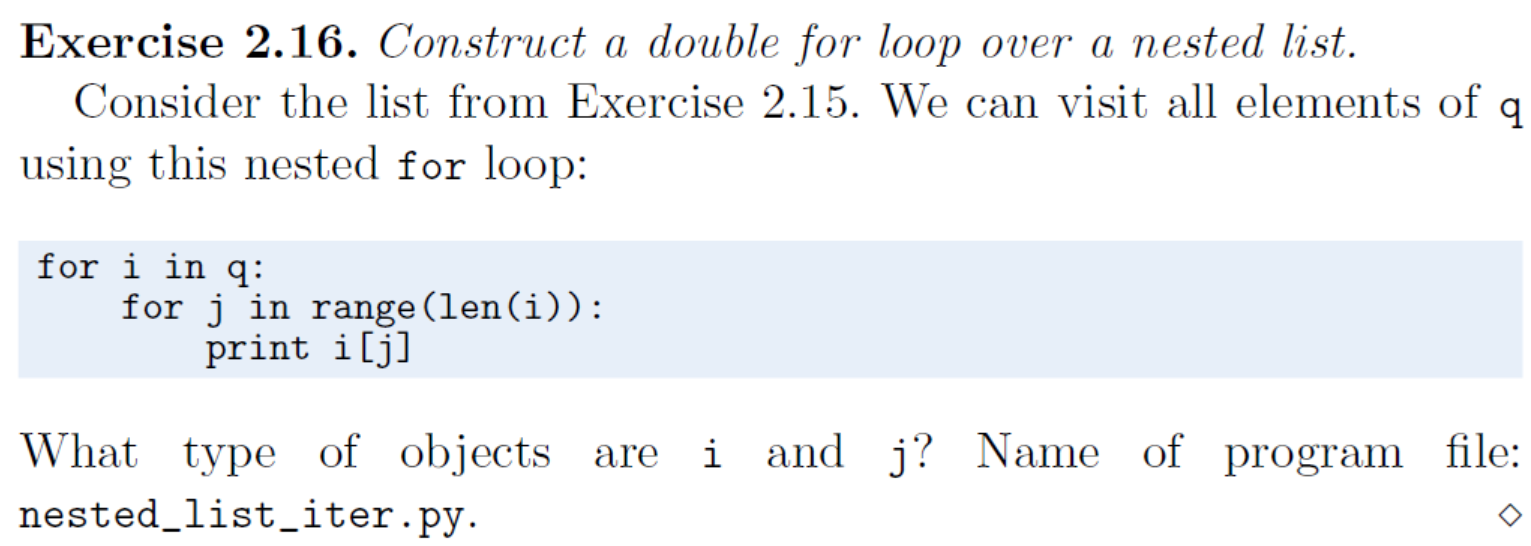 Exercise 2.16. Construct a double for loop over a nested list.
Consider the list from Exercise 2.15. We can visit all elements of q
using this nested for loop:
for i in q:
    for j in range(len(i)):
        print i[j]
What type of objects are i and j? Name of program file:
nested_list_iter.py. ◇